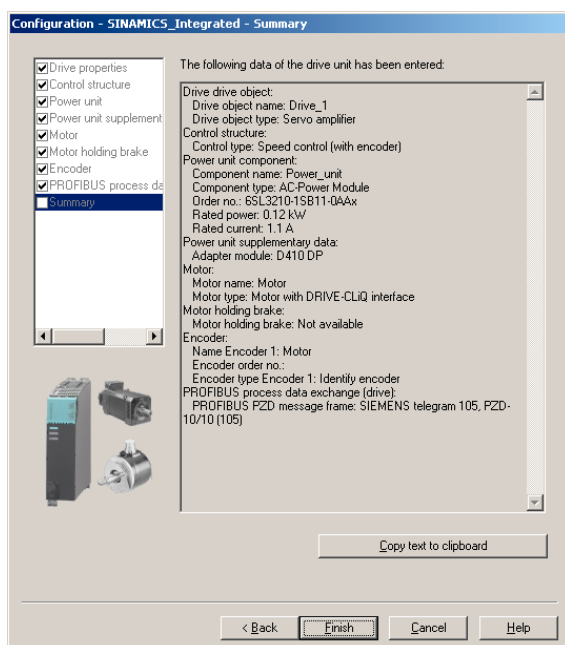 Configuration - SINAMICS_Integrated - Summary
Drive properties
Control structure
Power unit
Power unit supplement
Motor
Motor holding brake
Encoder
PROFIBUS process da
Summary
The following data of the drive unit has been entered:
Drive drive object:
Drive object name: Drive_1
Drive object type: Servo amplifier
Control structure:
Control type: Speed control (with encoder)
Power unit component:
Component name: Power_unit
Component type: AC-Power Module
Order no.: 6SL3210-1SB11-0AAx
Rated power: 0.12 kW
Rated current: 1.1 A
Power unit supplementary data:
Adapter module: D410 DP
Motor:
Motor name: Motor
Motor type: Motor with DRIVE-CLiQ interface
Motor holding brake:
Motor holding brake: Not available
Encoder:
Name Encoder 1: Motor
Encoder order no.:
Encoder type Encoder 1: Identify encoder
PROFIBUS process data exchange (drive):
PROFIBUS PZD message frame: SIEMENS telegram 105, PZD-
10/10 (105)
Copy text to clipboard
< Back
Finish
Cancel
Help